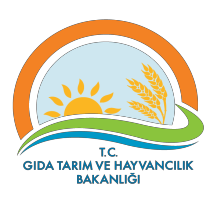 T.C.
GIDA TARIM VE HAYVANCILIK
BAKANLIĞI